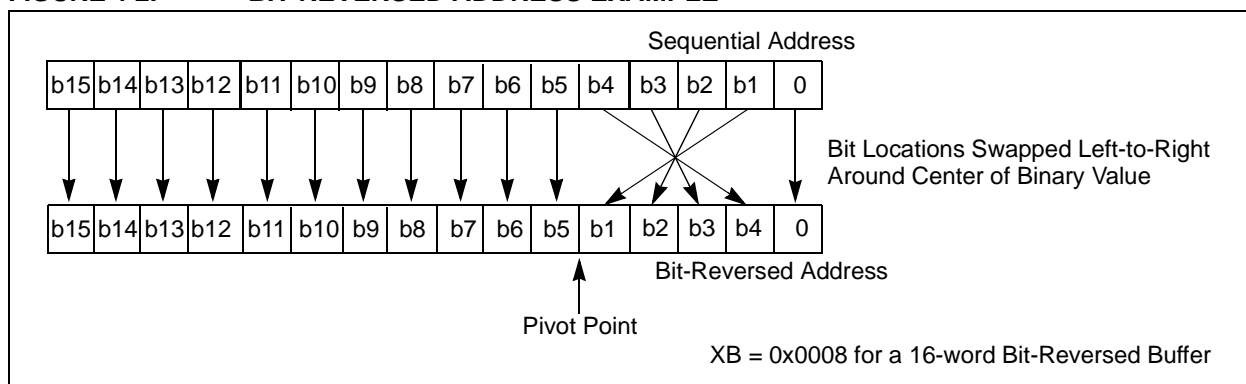 Sequential Address
b15 b14 b13 b12 b11 b10 b9 b8 b7 b6 b5 b4 b3 b2 b1 0
Bit Locations Swapped Left-to-Right
Around Center of Binary Value
b15 b14 b13 b12 b11 b10 b9 b8 b7 b6 b5 b1 b2 b3 b4 0
Bit-Reversed Address
Pivot Point
XB = 0x0008 for a 16-word Bit-Reversed Buffer